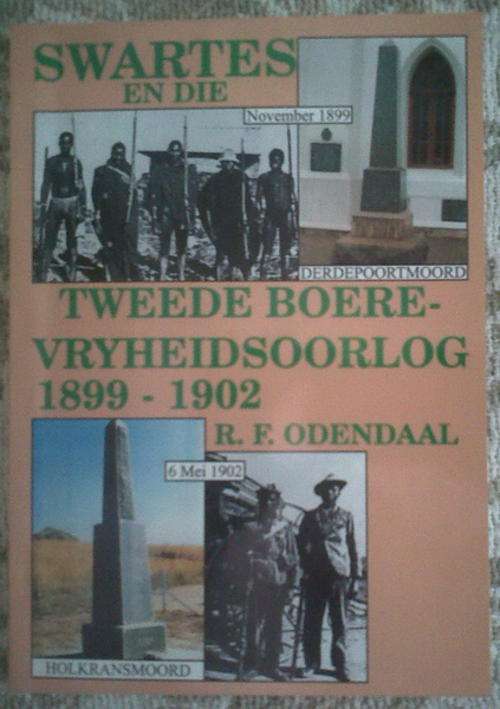 SWARTES
EN DIE
November 1899
DERDEPOORTMOORD
TWEEDE BOERE-
VRYHEIDSOORLOG
1899 - 1902
R. F. ODENDAAL
6 Mei 1902
HOLKRANSMOORD